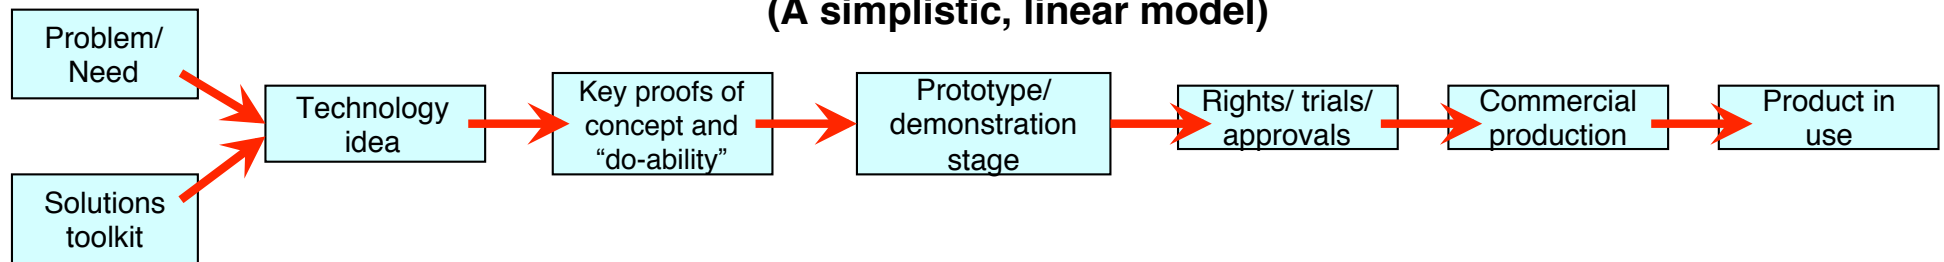 (A simplistic, linear model)
Problem/
Need
Solutions
toolkit
Technology
idea
Key proofs of
concept and
“do-ability”
Prototype/
demonstration
stage
Rights/ trials/
approvals
Commercial
production
Product in
use